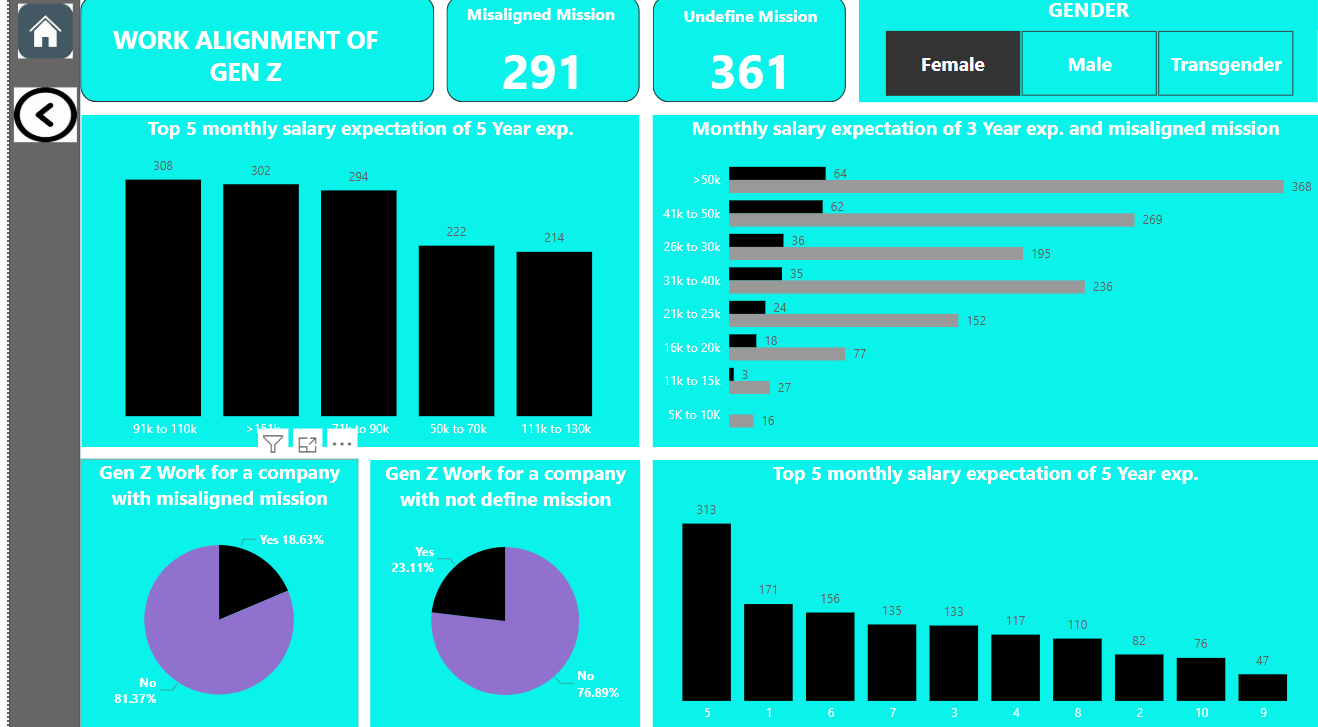 WORK ALIGNMENT OF
GEN Z
Misaligned Mission
291
Undefine Mission
361
GENDER
Female
Male
Transgender
Top 5 monthly salary expectation of 5 Year exp.
308
302
294
222
214
91k to 110k
50k to 70k
111k to 130k
Monthly salary expectation of 3 Year exp. and misaligned mission
>50k
64
368
41k to 50k
62
269
26k to 30k
36
195
31k to 40k
35
236
21k to 25k
24
152
16k to 20k
18
77
11k to 15k
3
27
5K to 10K
16
Gen Z Work for a company
with misaligned mission
Yes 18.63%
No
81.37%
Gen Z Work for a company
with not define mission
Yes
23.11%
No
76.89%
Top 5 monthly salary expectation of 5 Year exp.
313
171
156
135
133
117
110
82
76
47
5
1
6
7
3
4
8
2
10
9